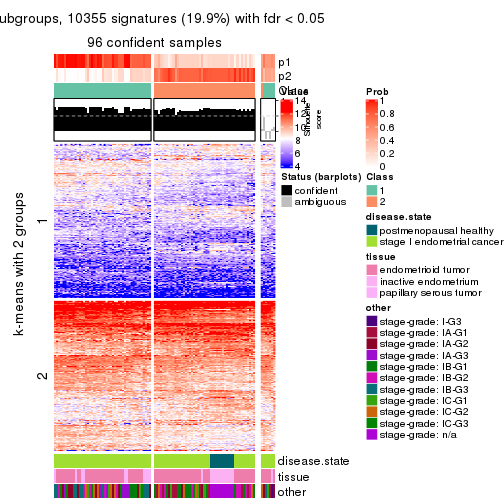 ubgroups, 10355 signatures (19.9%) with fdr < 0.05
96 confident samples
p1
p2
Class
Value
14
12
10
8
6
4
Silhouette
score
Prob
1
0.8
0.6
0.4
0.2
0
Status (barplots)
confident
ambiguous
Class
1
2
disease.state
postmenopausal healthy
stage I endometrial cancer
tissue
endometrioid tumor
inactive endometrium
papillary serous tumor
other
stage-grade: I-G3
stage-grade: IA-G1
stage-grade: IA-G2
stage-grade: IA-G3
stage-grade: IB-G1
stage-grade: IB-G2
stage-grade: IB-G3
stage-grade: IC-G1
stage-grade: IC-G2
stage-grade: IC-G3
stage-grade: n/a
k-means with 2 groups
1
2
disease.state
tissue
other